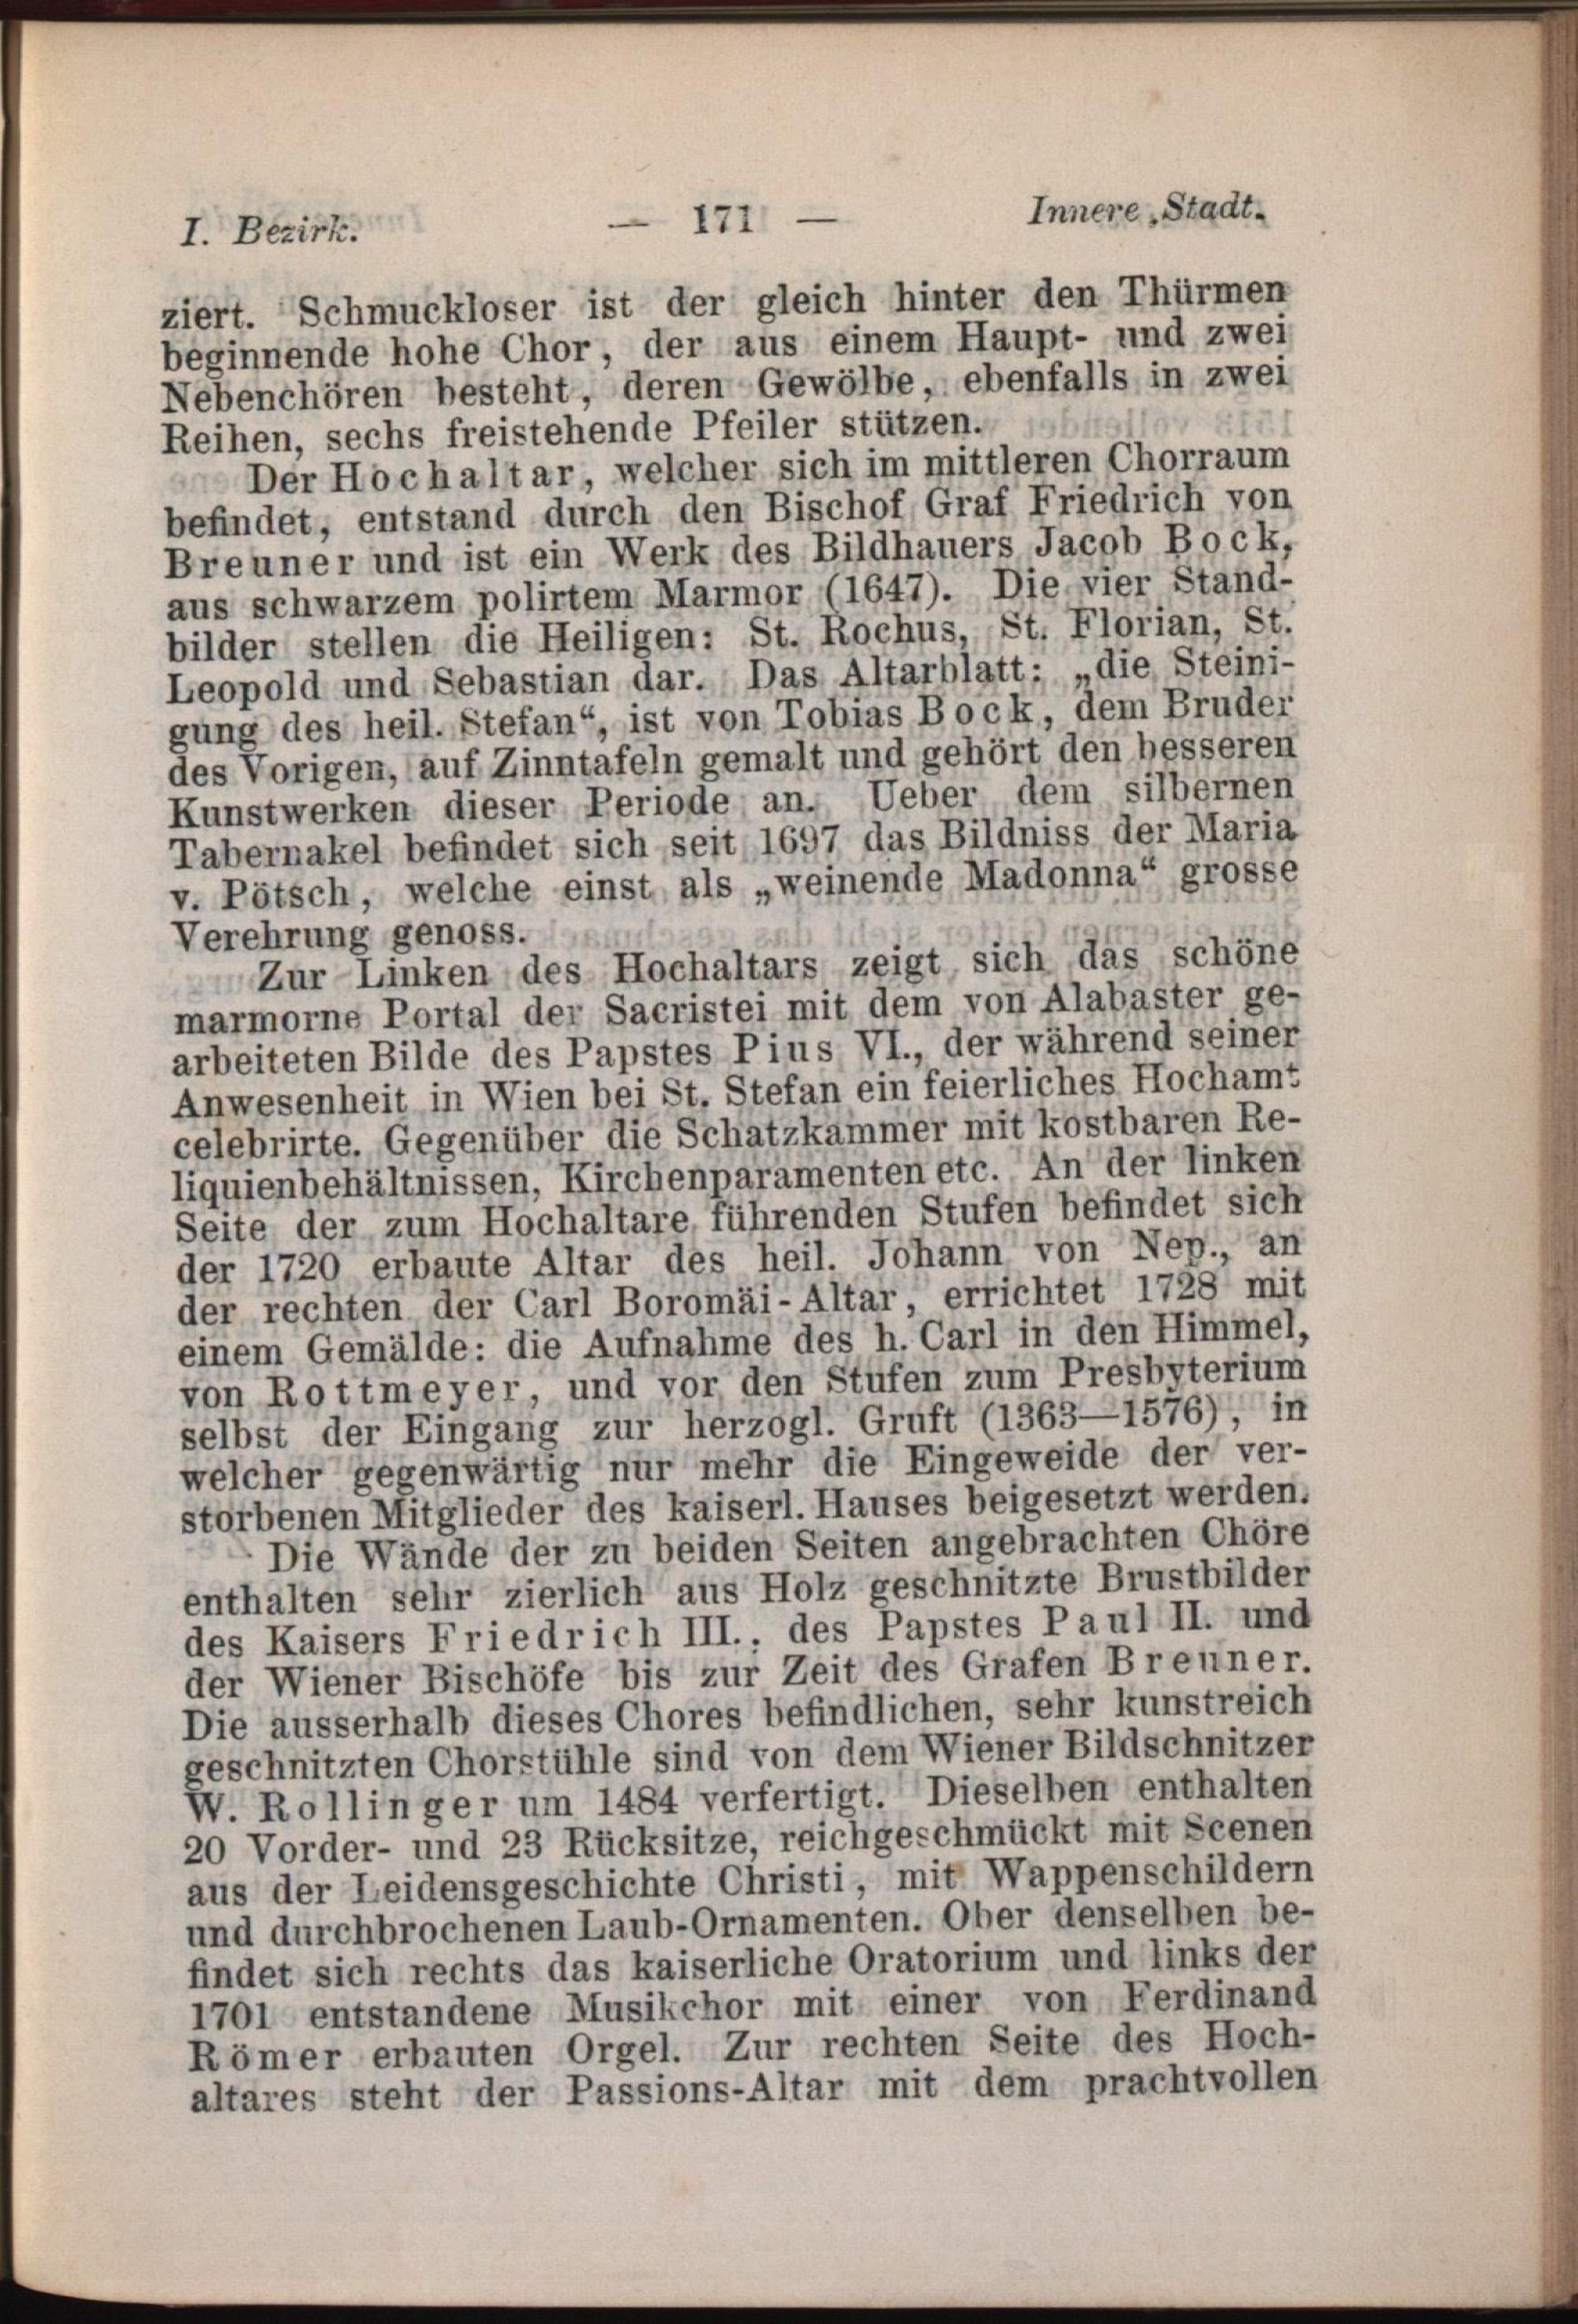 I. Bezirk. — 171 — Innere Stadt.
ziert. Schmuckloser ist der gleich hinter den Thürmen
beginnende hohe Chor, der aus einem Haupt- und zwei
Nebenchören besteht, deren Gewölbe, ebenfalls in zwei
Reihen, sechs freistehende Pfeiler stützen.
Der Hochaltar, welcher sich im mittleren Chorraum
befindet, entstand durch den Bischof Graf Friedrich von
Breuner und ist ein Werk des Bildhauers Jacob Bock,
aus schwarzem polirtem Marmor (1647). Die vier Stand-
bilder stellen die Heiligen: St. Rochus, St. Florian, St.
Leopold und Sebastian dar. Das Altarblatt: „die Steini-
gung des heil. Stefan“, ist von Tobias Bock, dem Bruder
des Vorigen, auf Zinntafeln gemalt und gehört den besseren
Kunstwerken dieser Periode an. Ueber dem silbernen
Tabernakel befindet sich seit 1697 das Bildniss der Maria
v. Pötsch, welche einst als „weinende Madonna“ grosse
Verehrung genoss.
Zur Linken des Hochaltars zeigt sich das schöne
marmorne Portal der Sacristei mit dem von Alabaster ge-
arbeiteten Bilde des Papstes Pius VI., der während seiner
Anwesenheit in Wien bei St. Stefan ein feierliches Hochamt
celebrirte. Gegenüber die Schatzkammer mit kostbaren Re-
liquienbehältnissen, Kirchenparamenten etc. An der linken
Seite der zum Hochaltare führenden Stufen befindet sich
der 1720 erbaute Altar des heil. Johann von Nep., an
der rechten der Carl Boromäi-Altar, errichtet 1728 mit
einem Gemälde: die Aufnahme des h. Carl in den Himmel,
von Rottmeyer, und vor den Stufen zum Presbyterium
selbst der Eingang zur herzogl. Gruft (1363—1576), in
welcher gegenwärtig nur mehr die Eingeweide der ver-
storbenen Mitglieder des kaiserl. Hauses beigesetzt werden.
Die Wände der zu beiden Seiten angebrachten Chöre
enthalten sehr zierlich aus Holz geschnitzte Brustbilder
des Kaisers Friedrich III., des Papstes Paul II. und
der Wiener Bischöfe bis zur Zeit des Grafen Breuner.
Die ausserhalb dieses Chores befindlichen, sehr kunstreich
geschnitzten Chorstühle sind von dem Wiener Bildschnitzer
W. Rollinger um 1484 verfertigt. Dieselben enthalten
20 Vorder- und 23 Rücksitze, reichgeschmückt mit Scenen
aus der Leidensgeschichte Christi, mit Wappenschildern
und durchbrochenen Laub-Ornamenten. Ober denselben be-
findet sich rechts das kaiserliche Oratorium und links der
1701 entstandene Musikchor mit einer von Ferdinand
Römer erbauten Orgel. Zur rechten Seite des Hoch-
altares steht der Passions-Altar mit dem prachtvollen